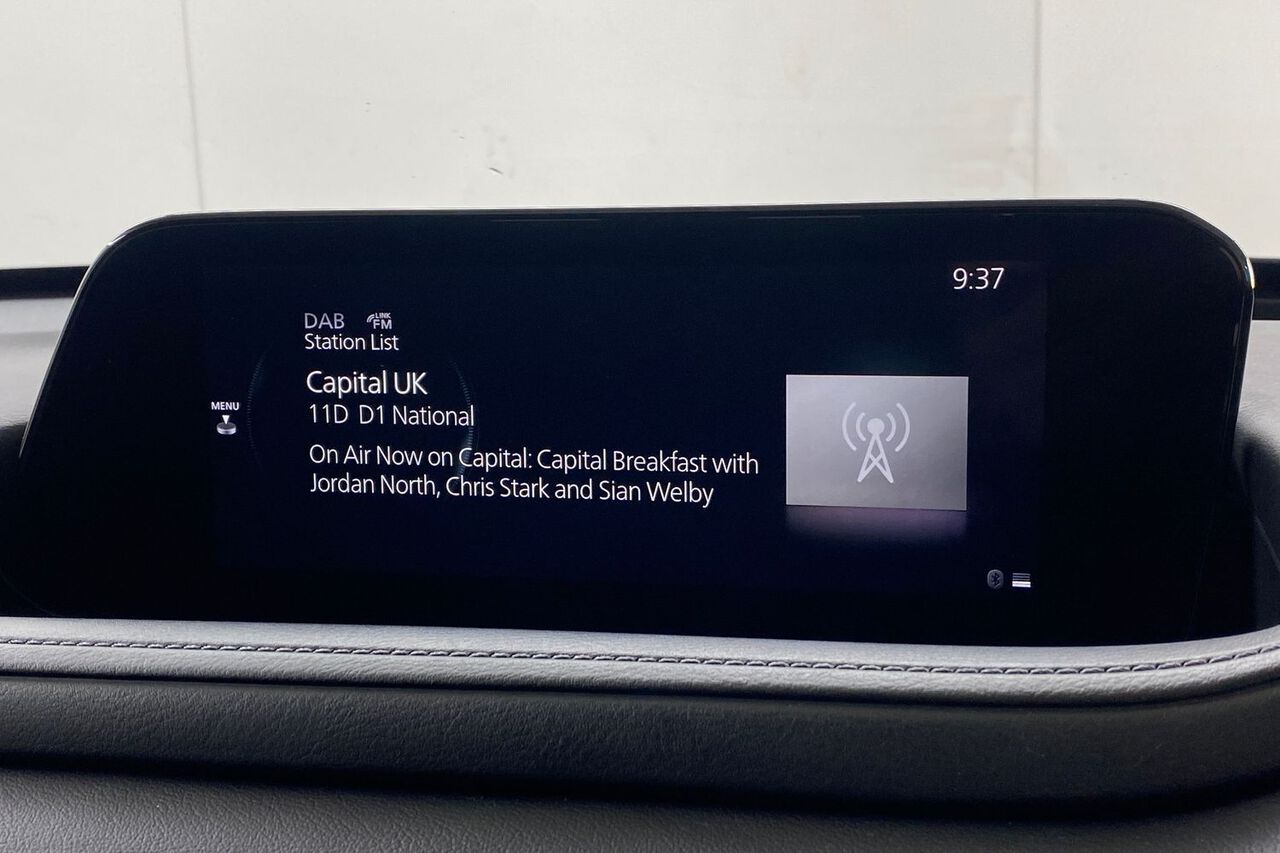 9:37
DAB LINK FM
Station List
Capital UK
MENU
11D D1 National
On Air Now on Capital: Capital Breakfast with
Jordan North, Chris Stark and Sian Welby